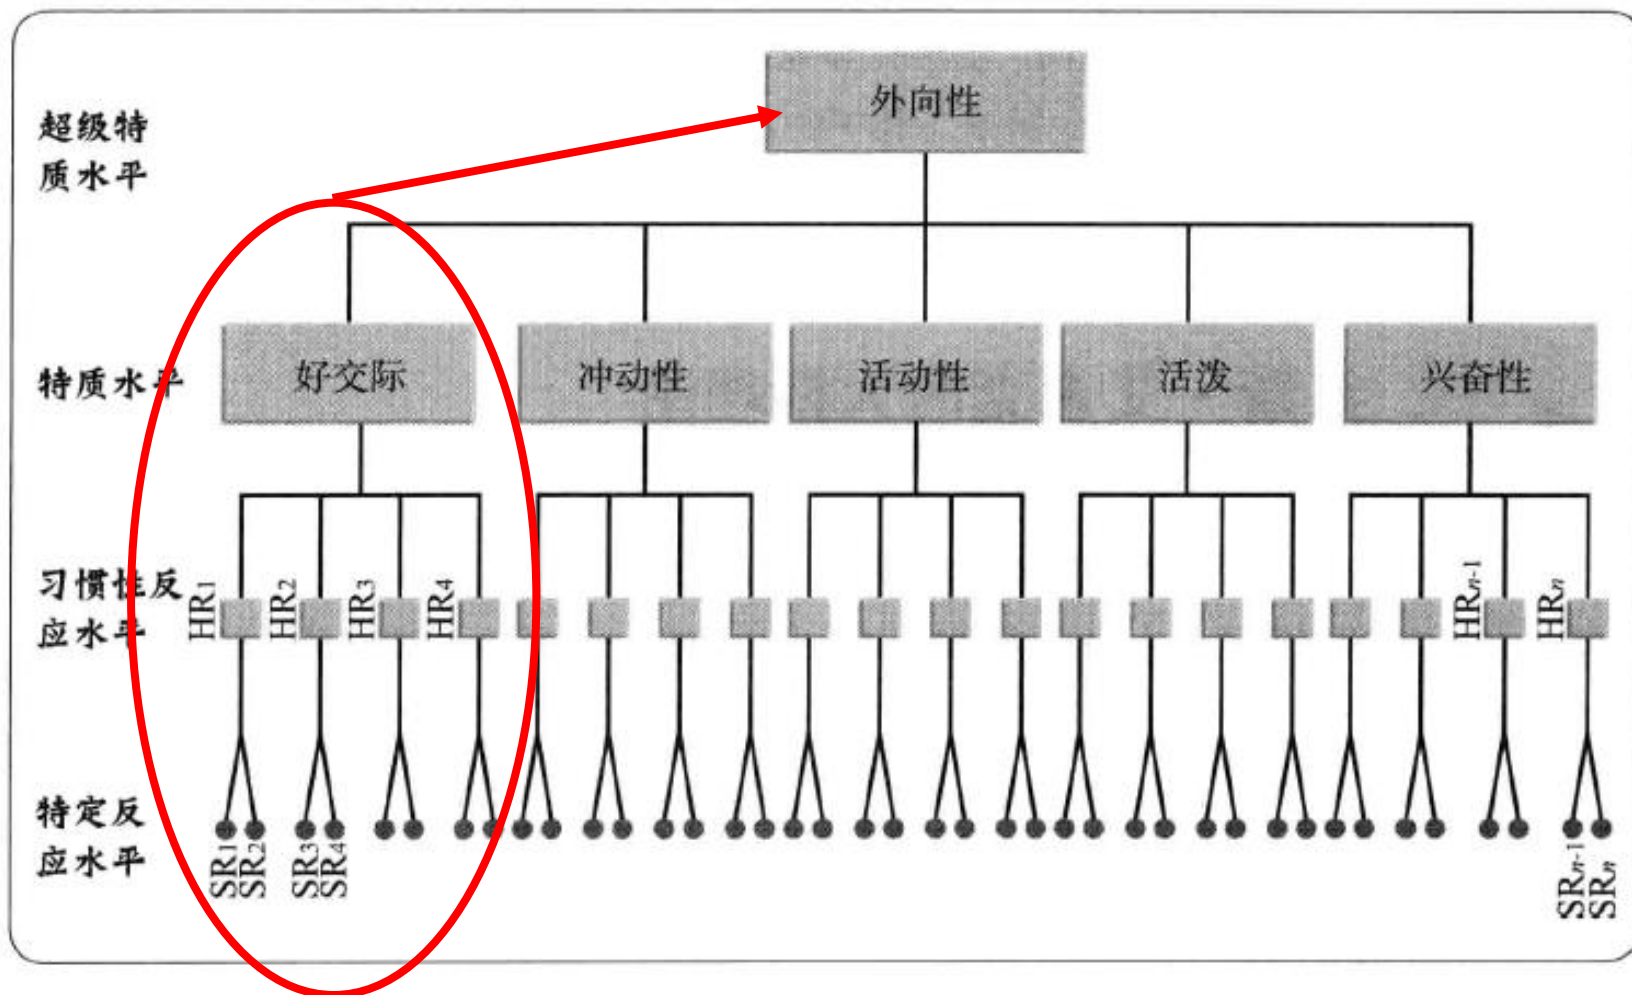 外向性
超级特
质水平
特质水平
好交际
冲动性
活动性
活泼
兴奋性
习惯性反
应水平
HR1
HR2
HR3
HR4
HRn-1
HRn
特定反
应水平
SR1
SR2
SR3
SR4
SRn-1
SRn